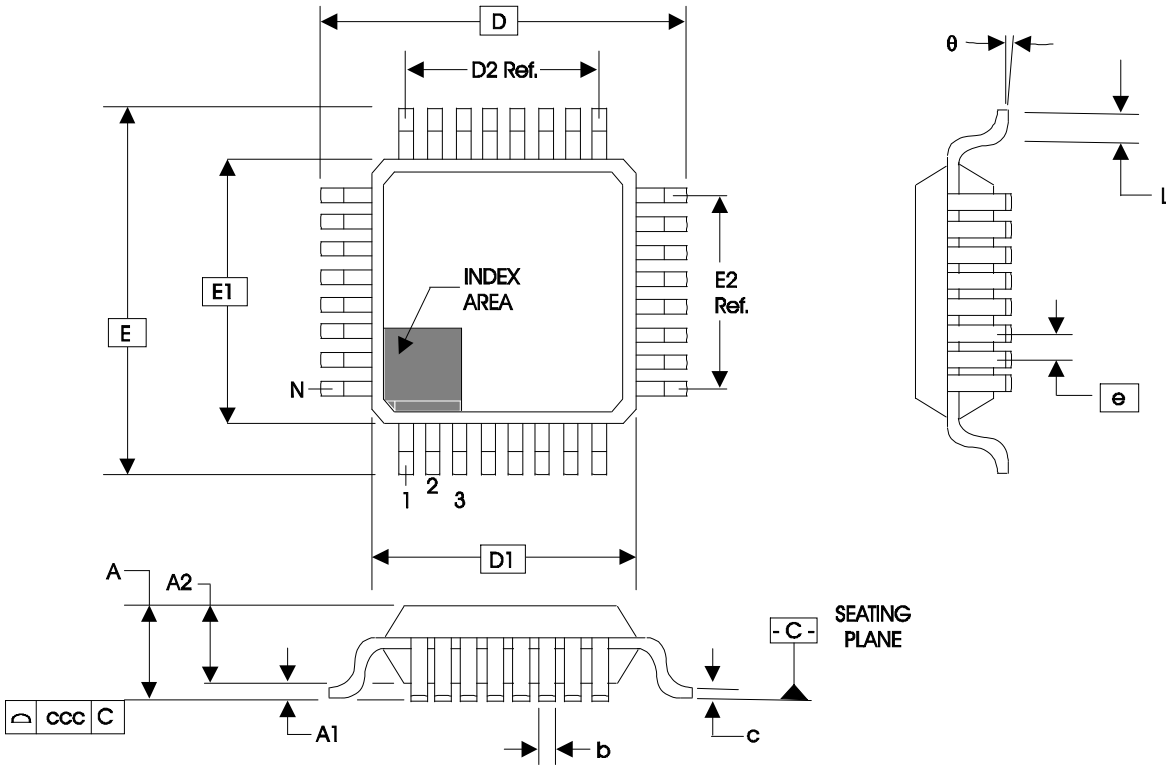 D
θ
D2 Ref.
L
E1
INDEX
AREA
E2
Ref.
E
N
e
1
2
3
D1
A
A2
- C -
SEATING
PLANE
ccc C
A1
b
c